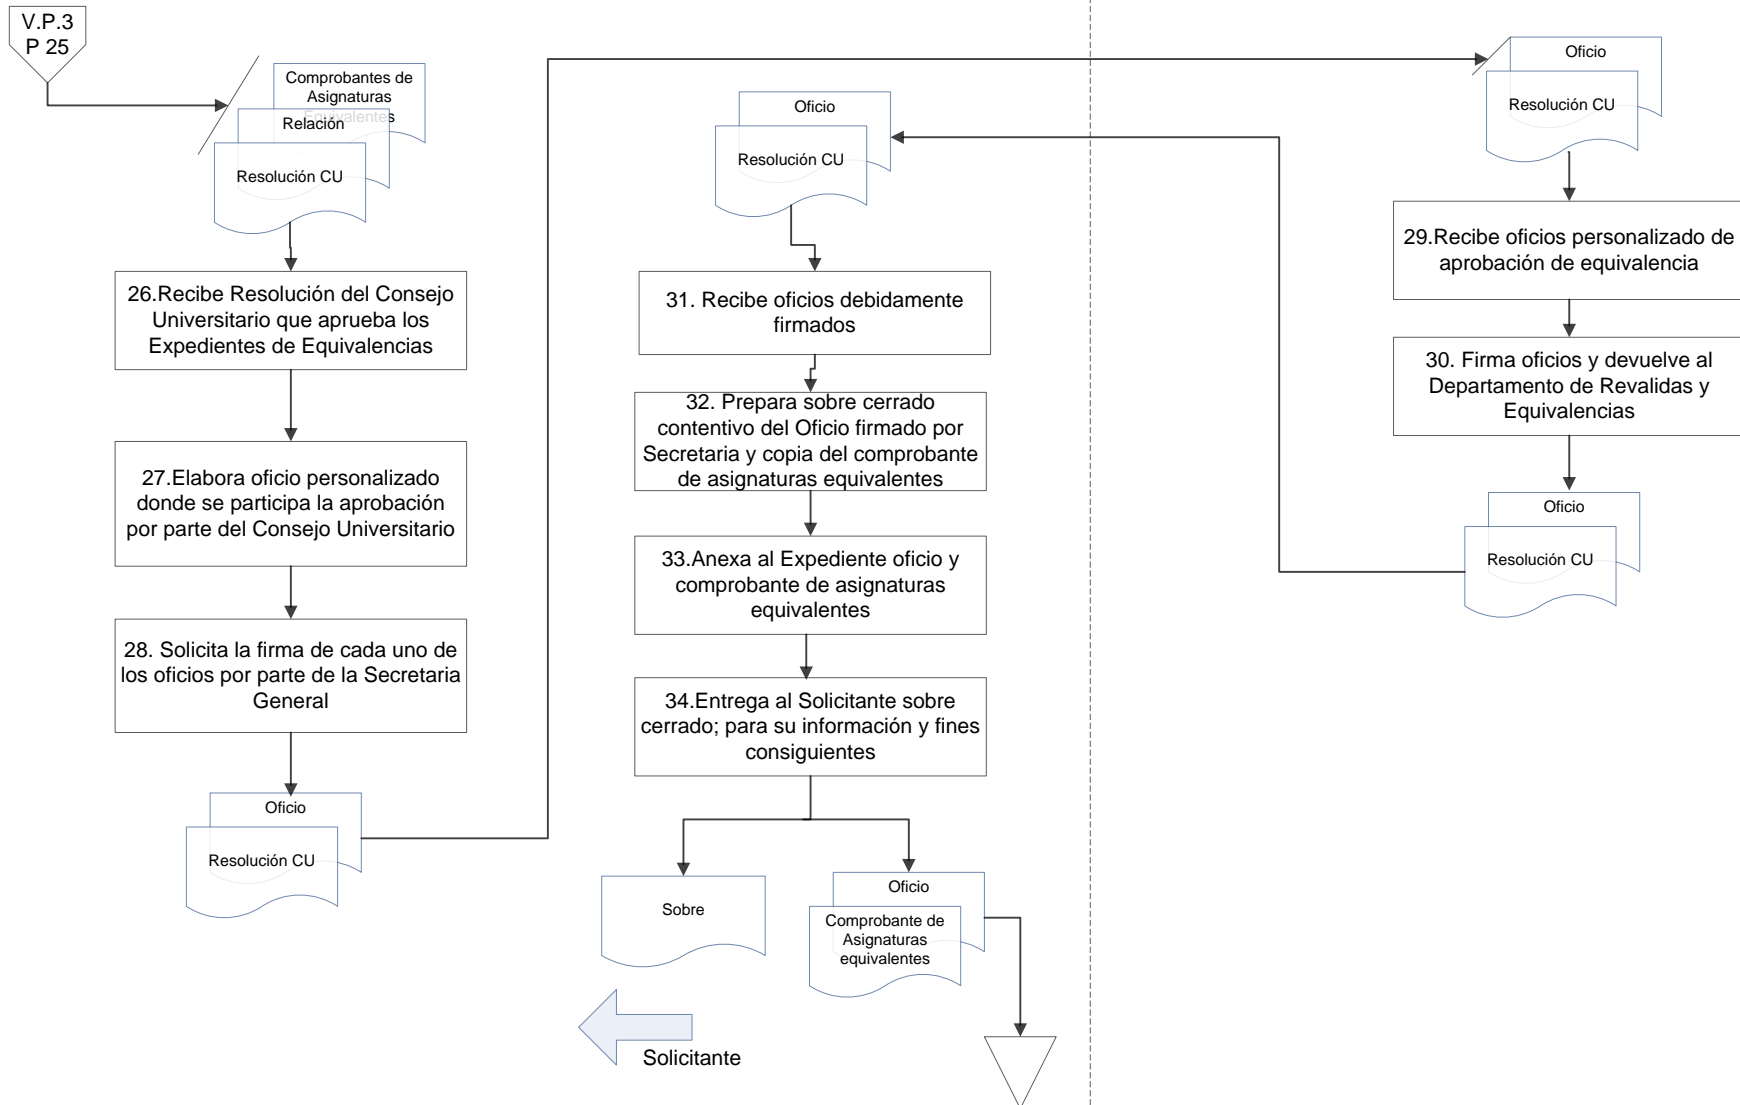 V.P.3
P 25
Comprobantes de
Asignaturas
Equivalentes
Relación
Resolución CU
26.Recibe Resolución del Consejo
Universitario que aprueba los
Expedientes de Equivalencias
27.Elabora oficio personalizado
donde se participa la aprobación
por parte del Consejo Universitario
28. Solicita la firma de cada uno de
los oficios por parte de la Secretaria
General
Oficio
Resolución CU
Oficio
Resolución CU
29.Recibe oficios personalizado de
aprobación de equivalencia
30. Firma oficios y devuelve al
Departamento de Revalidas y
Equivalencias
Oficio
Resolución CU
Oficio
Resolución CU
31. Recibe oficios debidamente
firmados
32. Prepara sobre cerrado
contentivo del Oficio firmado por
Secretaria y copia del comprobante
de asignaturas equivalentes
33.Anexa al Expediente oficio y
comprobante de asignaturas
equivalentes
34.Entrega al Solicitante sobre
cerrado; para su información y fines
consiguientes
Sobre
Oficio
Comprobante de
Asignaturas
equivalentes
Solicitante